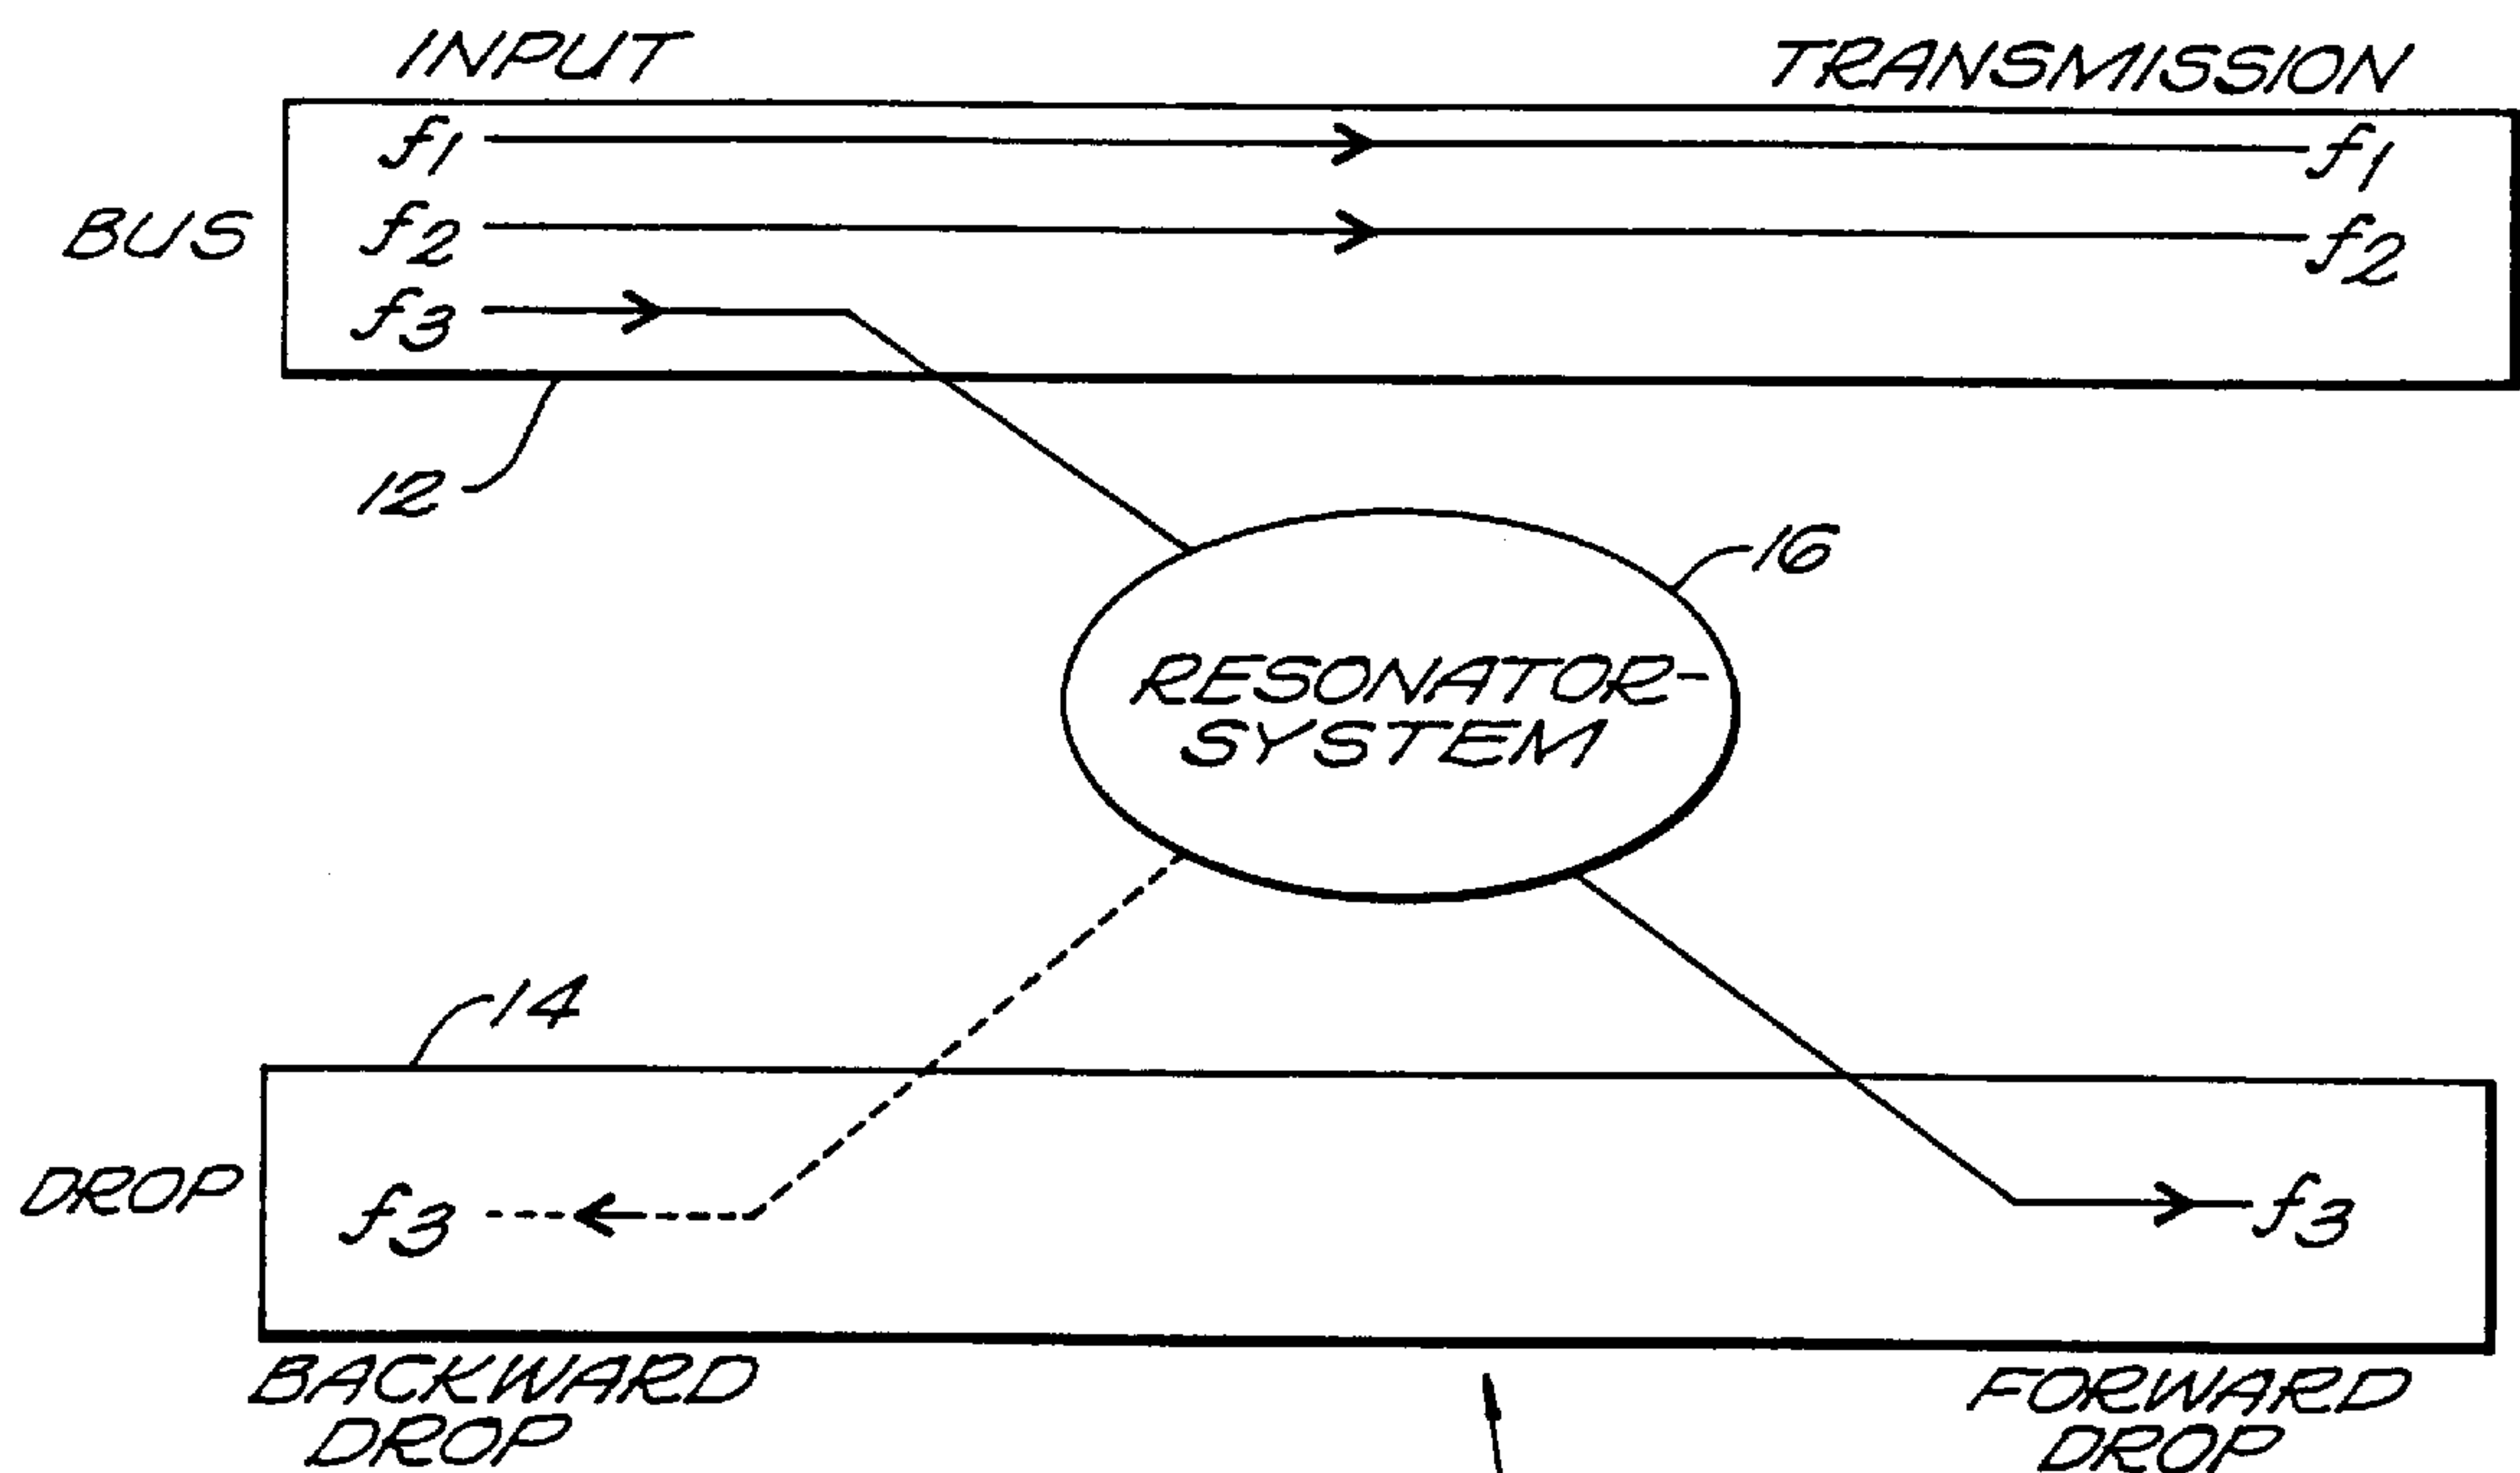 INPUT
TRANSMISSION
f1
f1
BUS
f2
f2
f3
12
16
RESONATOR-
SYSTEM
14
DROP
f3
f3
BACKWARD
DROP
FORWARD
DROP